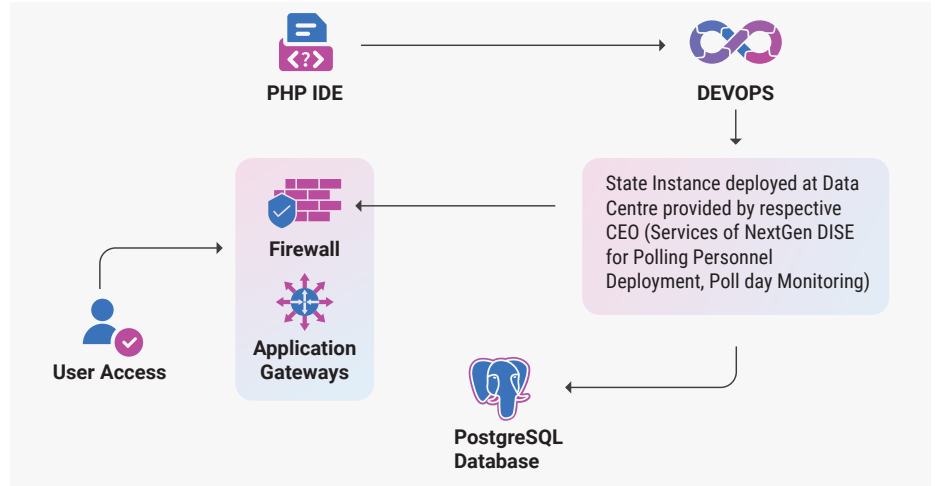 <?>
PHP IDE
DEVOPS
State Instance deployed at Data
Centre provided by respective
CEO (Services of NextGen DISE
for Polling Personnel
Deployment, Poll day Monitoring)
Firewall
Application
Gateways
User Access
PostgreSQL
Database